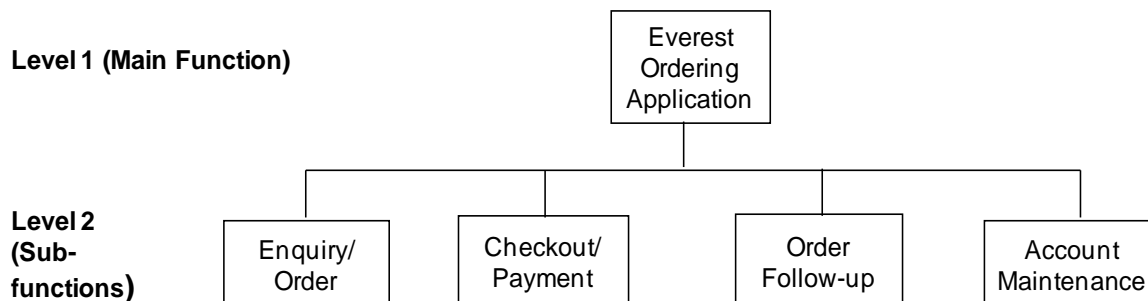 Level 1 (Main Function)
Everest
Ordering
Application
Level 2
(Sub-
functions)
Enquiry/
Order
Checkout/
Payment
Order
Follow-up
Account
Maintenance